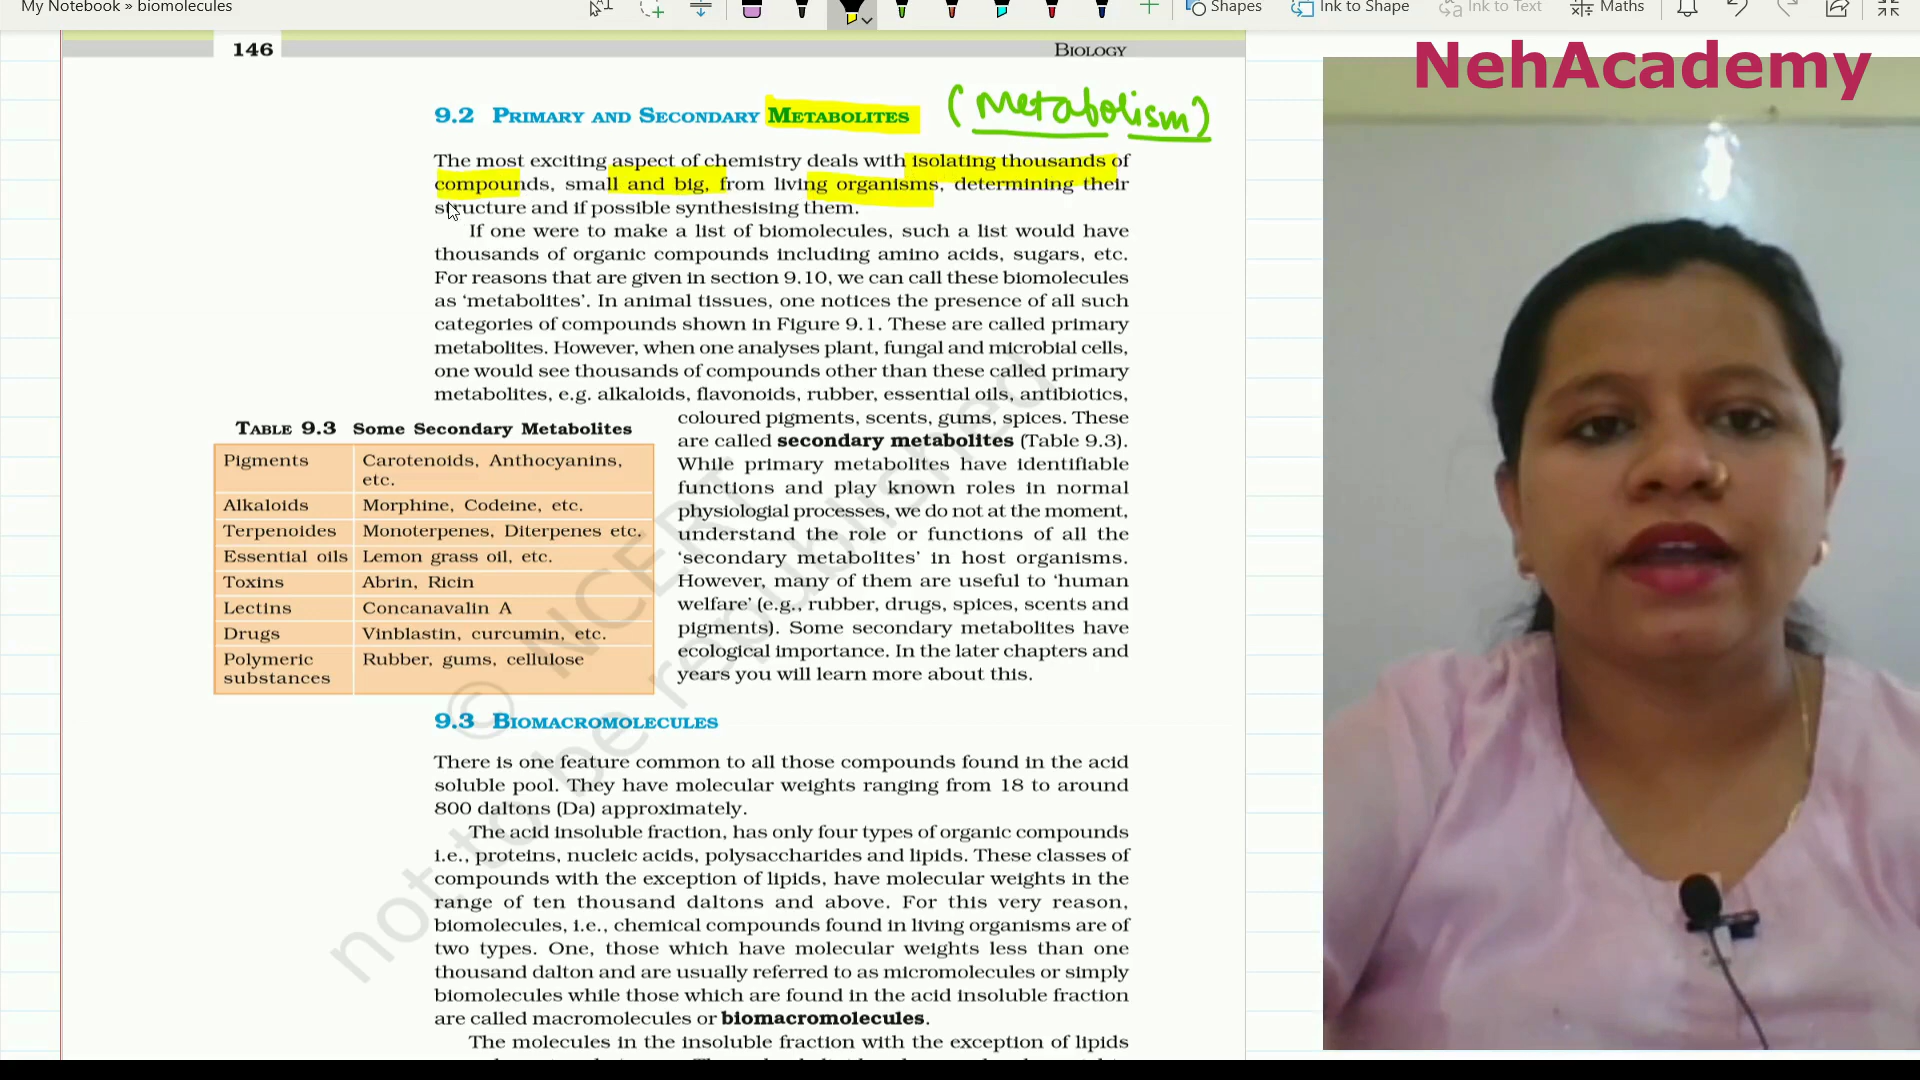 My Notebook » biomolecules
Shapes
Ink to Shape
Ink to Text
Maths
NehAcademy
146
BIOLOGY
9.2 PRIMARY AND SECONDARY METABOLITES
(Metabolism)
The most exciting aspect of chemistry deals with isolating thousands of
compounds, small and big, from living organisms, determining their
structure and if possible synthesising them.
If one were to make a list of biomolecules, such a list would have
thousands of organic compounds including amino acids, sugars, etc.
For reasons that are given in section 9.10, we can call these biomolecules
as ‘metabolites’. In animal tissues, one notices the presence of all such
categories of compounds shown in Figure 9.1. These are called primary
metabolites. However, when one analyses plant, fungal and microbial cells,
one would see thousands of compounds other than these called primary
metabolites, e.g. alkaloids, flavonoids, rubber, essential oils, antibiotics,
coloured pigments, scents, gums, spices. These
are called secondary metabolites (Table 9.3).
While primary metabolites have identifiable
functions and play known roles in normal
physiologial processes, we do not at the moment,
understand the role or functions of all the
‘secondary metabolites’ in host organisms.
However, many of them are useful to ‘human
welfare’ (e.g., rubber, drugs, spices, scents and
pigments). Some secondary metabolites have
ecological importance. In the later chapters and
years you will learn more about this.
TABLE 9.3 Some Secondary Metabolites
Pigments Carotenoids, Anthocyanins,
etc.
Alkaloids Morphine, Codeine, etc.
Terpenoides Monoterpenes, Diterpenes etc.
Essential oils Lemon grass oil, etc.
Toxins Abrin, Ricin
Lectins Concanavalin A
Drugs Vinblastin, curcumin, etc.
Polymeric Rubber, gums, cellulose
substances
9.3 BIOMACROMOLECULES
There is one feature common to all those compounds found in the acid
soluble pool. They have molecular weights ranging from 18 to around
800 daltons (Da) approximately.
The acid insoluble fraction, has only four types of organic compounds
i.e., proteins, nucleic acids, polysaccharides and lipids. These classes of
compounds with the exception of lipids, have molecular weights in the
range of ten thousand daltons and above. For this very reason,
biomolecules, i.e., chemical compounds found in living organisms are of
two types. One, those which have molecular weights less than one
thousand dalton and are usually referred to as micromolecules or simply
biomolecules while those which are found in the acid insoluble fraction
are called macromolecules or biomacromolecules.
The molecules in the insoluble fraction with the exception of lipids
© NCERT
not to be republished